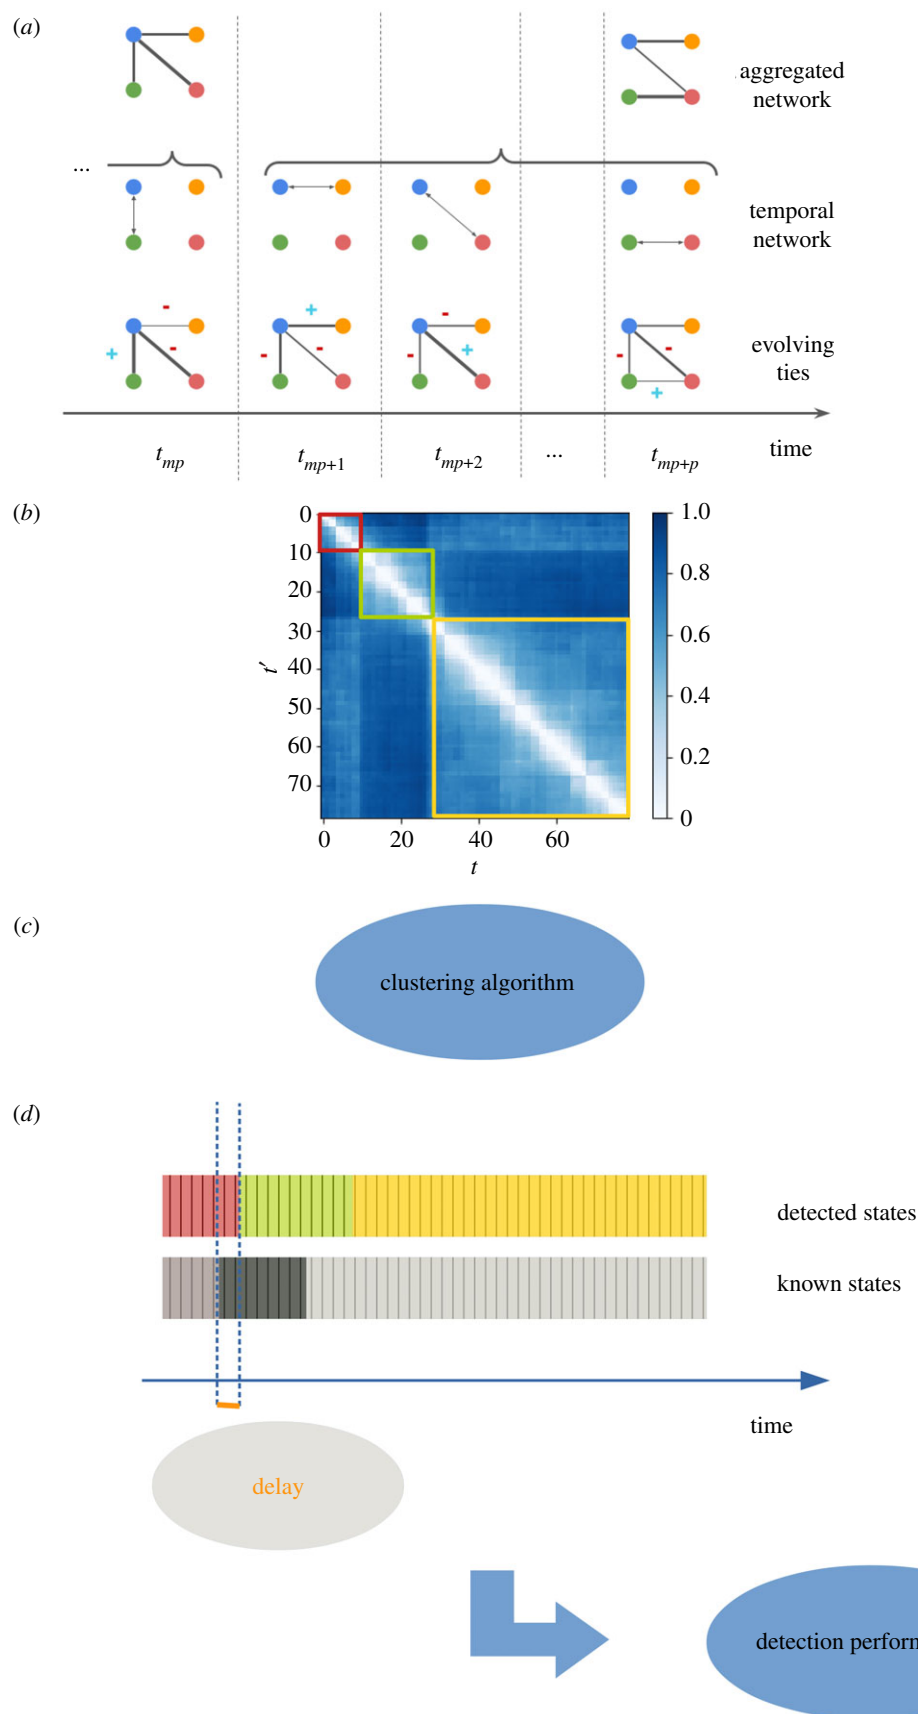 (a)
aggregated
network
...
temporal
network
- + -
+ - - - - + - -
+
evolving
ties
t_mp t_mp+1 t_mp+2 ... t_mp+p time
(b)
0
10
20
30
40
50
60
70
t′
0 20 40 60
t
1.0
0.8
0.6
0.4
0.2
0
(c)
clustering algorithm
(d)
detected states
known states
time
delay
detection perform